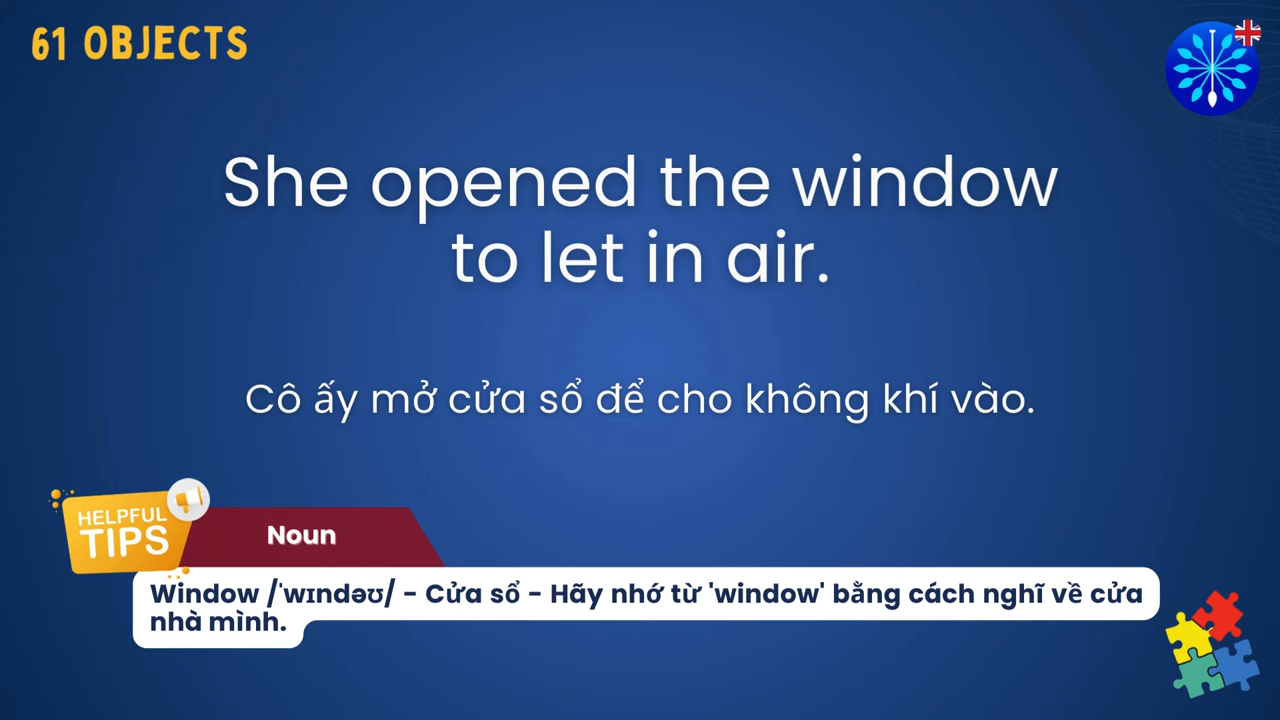 61 OBJECTS
She opened the window
to let in air.
Cô ấy mở cửa sổ để cho không khí vào.
HELPFUL
TIPS
Noun
Window /ˈwɪndəʊ/ - Cửa sổ - Hãy nhớ từ 'window' bằng cách nghĩ về cửa
nhà mình.